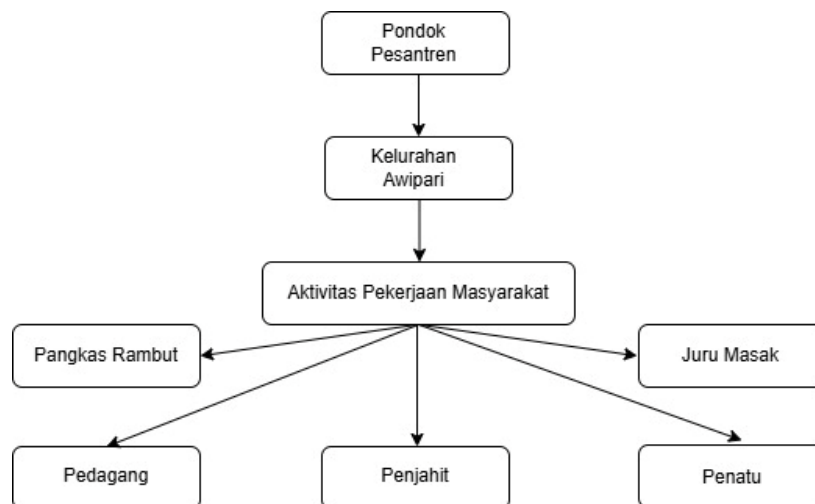 Pondok
Pesantren
Kelurahan
Awipari
Aktivitas Pekerjaan Masyarakat
Pangkas Rambut
Juru Masak
Pedagang
Penjahit
Penatu